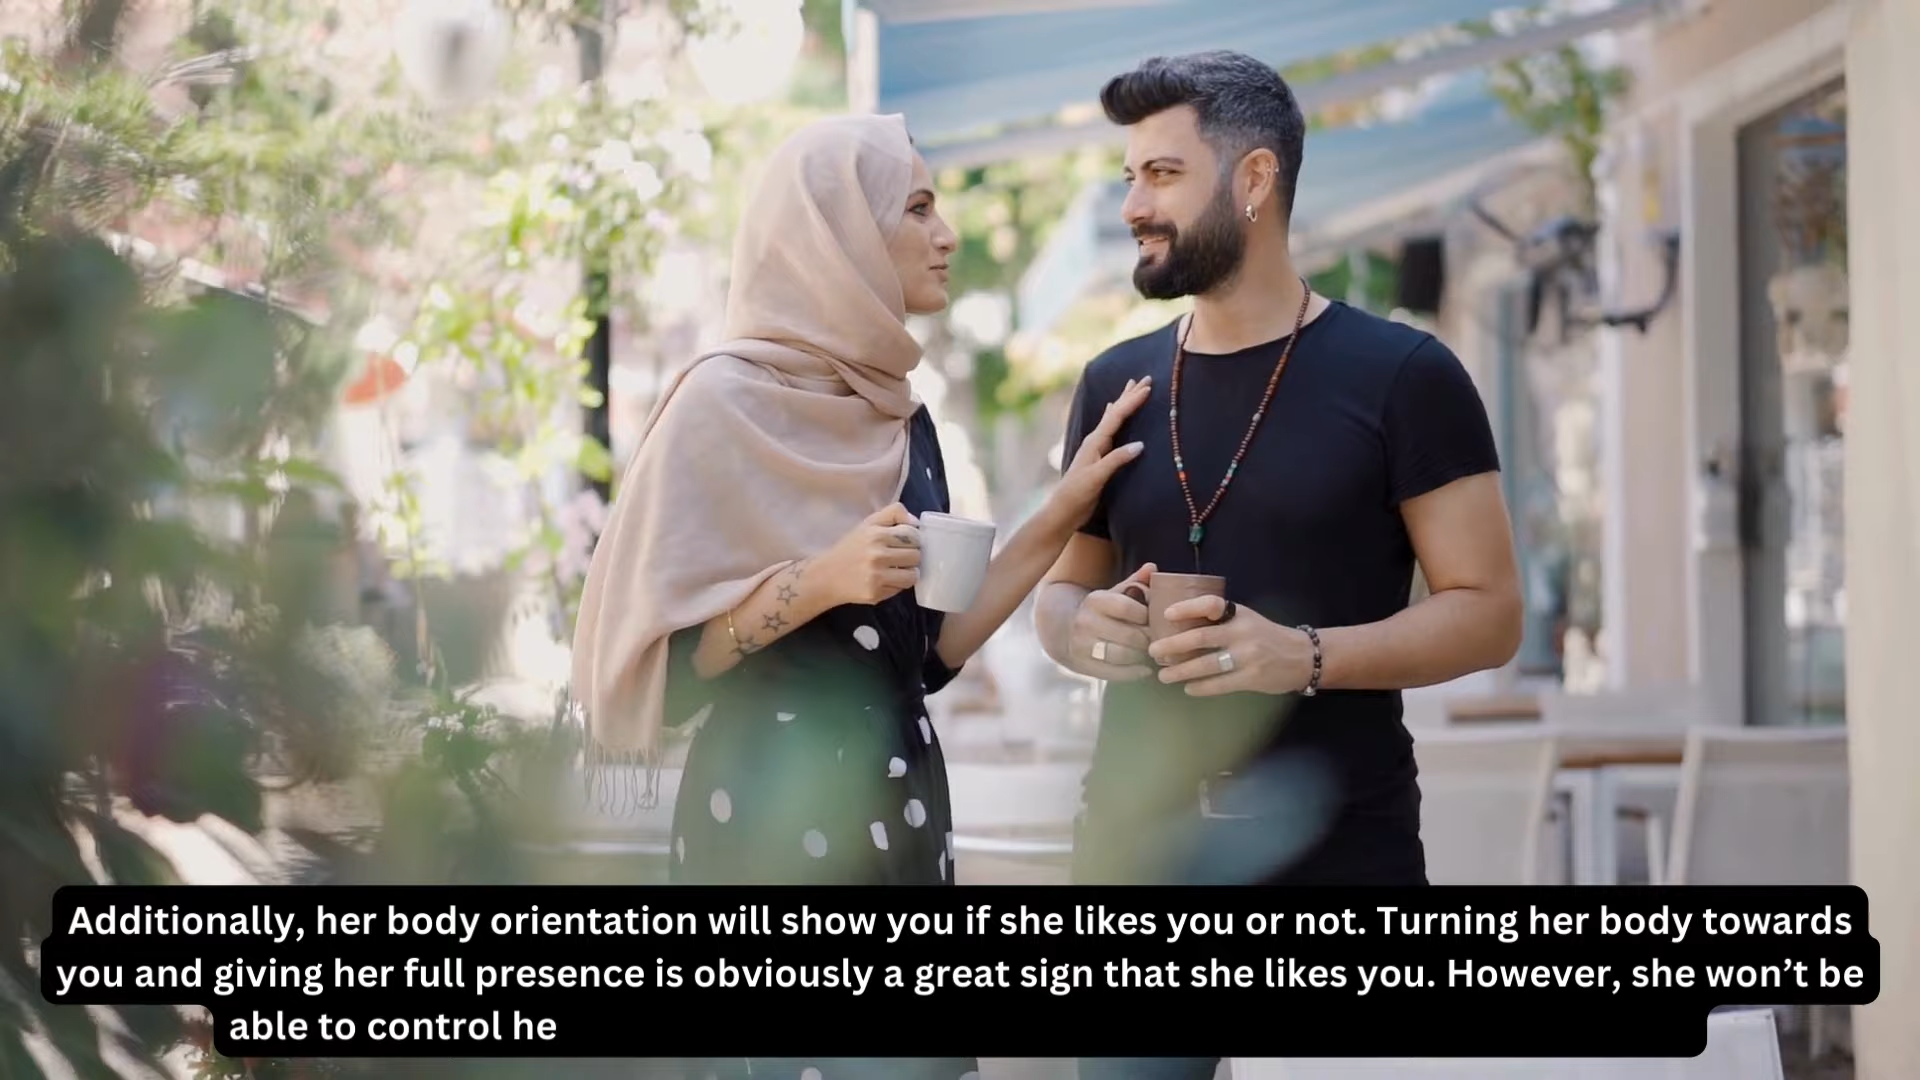 Additionally, her body orientation will show you if she likes you or not. Turning her body towards
you and giving her full presence is obviously a great sign that she likes you. However, she won’t be
able to control he